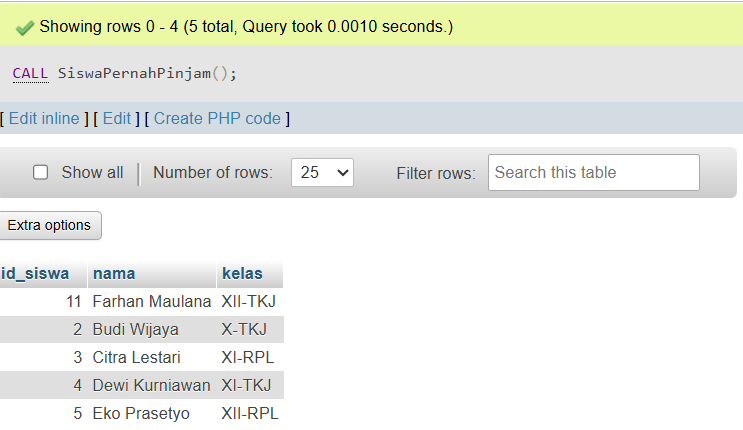 Showing rows 0 - 4 (5 total, Query took 0.0010 seconds.)
CALL SiswaPernahPinjam();
[ Edit inline ] [ Edit ] [ Create PHP code ]
Show all | Number of rows: 25 Filter rows: Search this table
Extra options
id_siswa nama kelas
11 Farhan Maulana XII-TKJ
2 Budi Wijaya X-TKJ
3 Citra Lestari XI-RPL
4 Dewi Kurniawan XI-TKJ
5 Eko Prasetyo XII-RPL